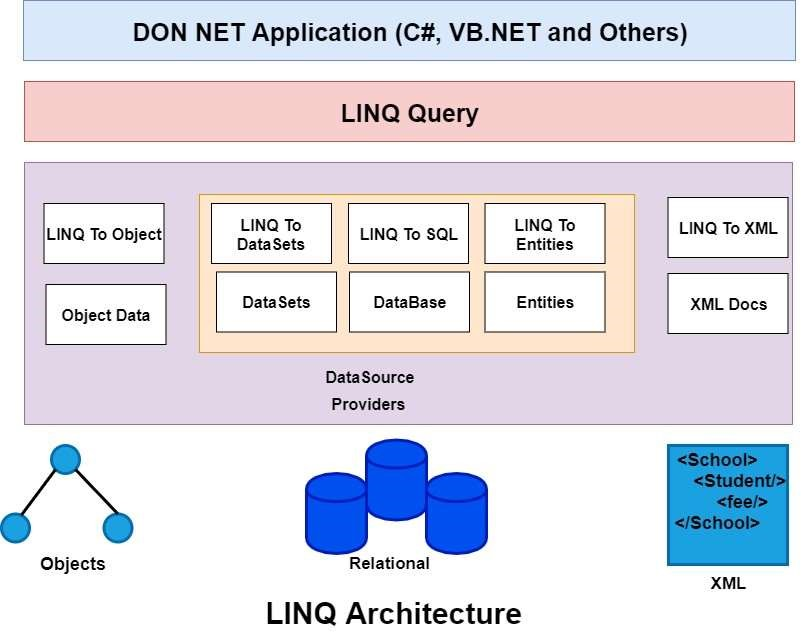 DON NET Application (C#, VB.NET and Others)
LINQ Query
LINQ To Object
LINQ To
DataSets
LINQ To SQL
LINQ To
Entities
LINQ To XML
Object Data
DataSets
DataBase
Entities
XML Docs
DataSource
Providers
<School>
<Student/>
<fee/>
</School>
Objects
Relational
XML
LINQ Architecture